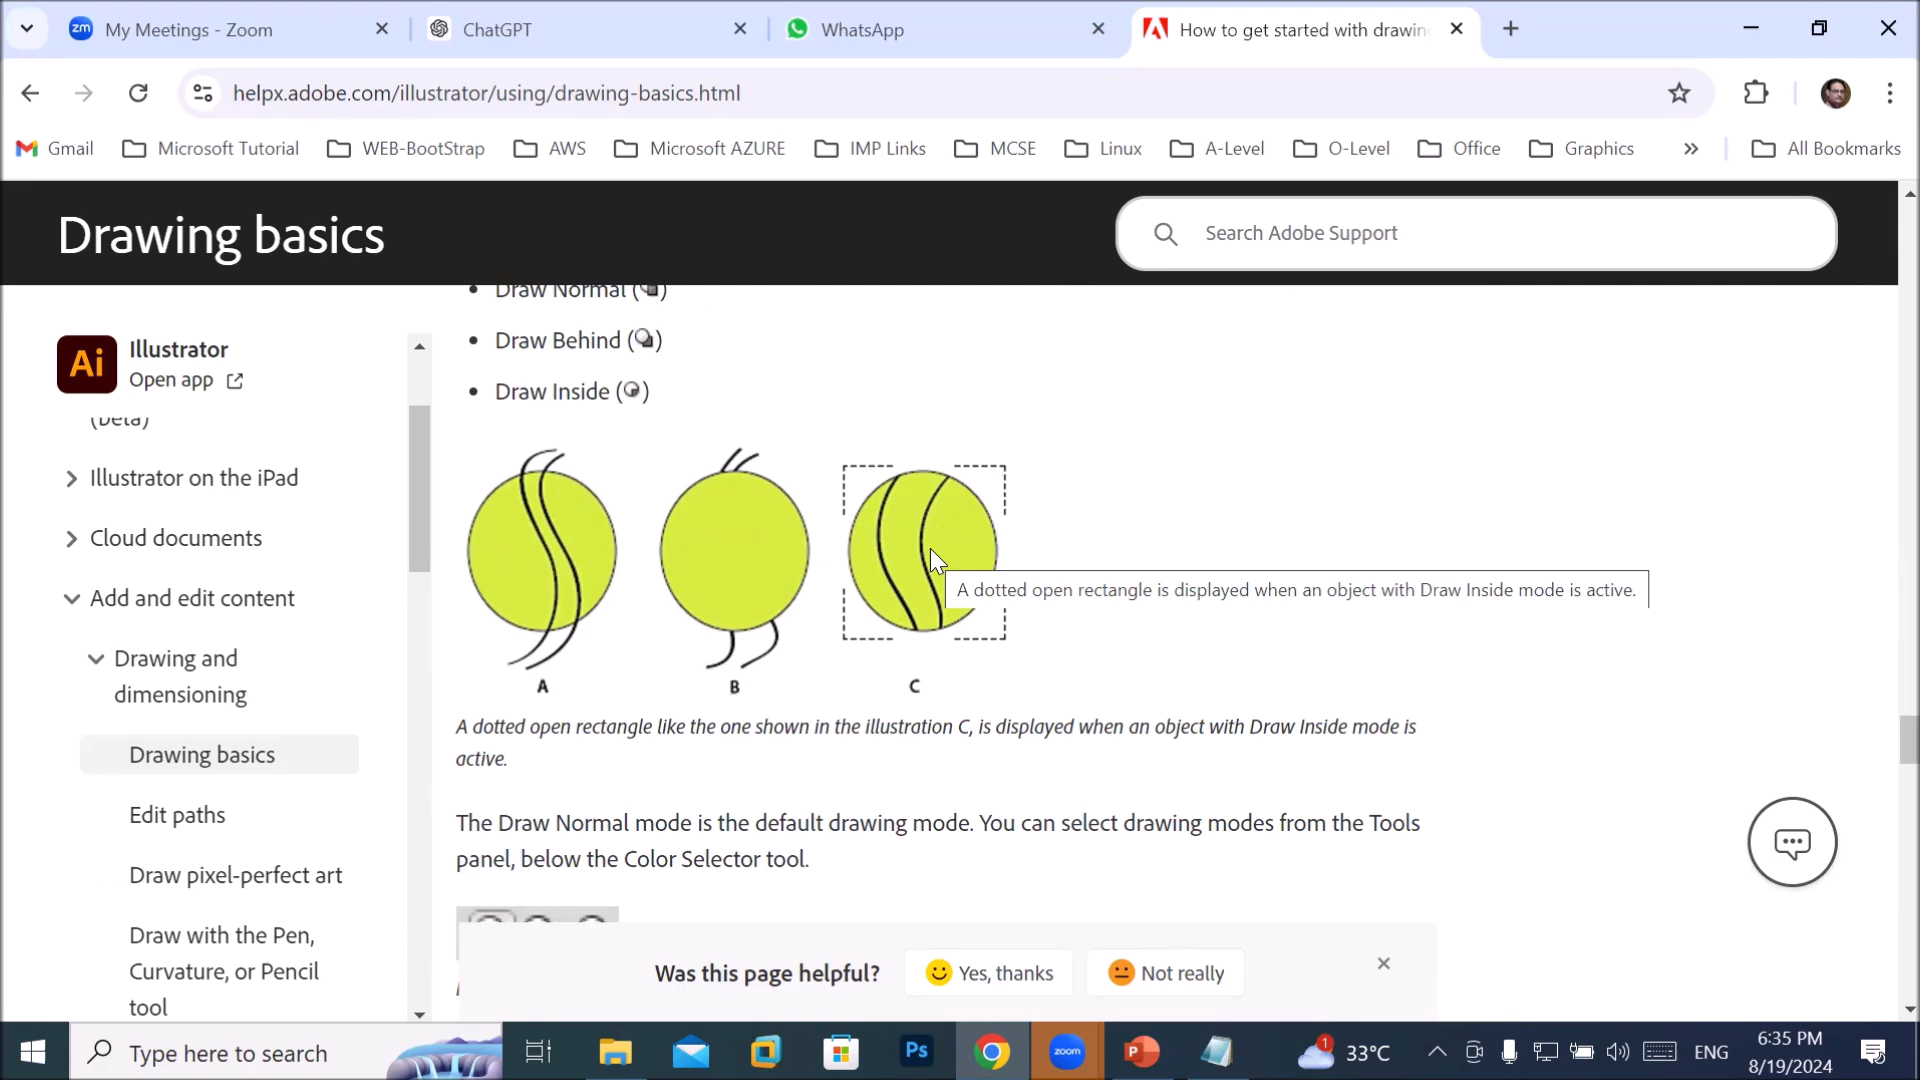 zm My Meetings - Zoom
ChatGPT
WhatsApp
How to get started with drawin
helpx.adobe.com/illustrator/using/drawing-basics.html
Gmail
Microsoft Tutorial
WEB-BootStrap
AWS
Microsoft AZURE
IMP Links
MCSE
Linux
A-Level
O-Level
Office
Graphics
»
All Bookmarks
Drawing basics
Search Adobe Support
Ai
Illustrator
Open app
(beta)
Illustrator on the iPad
Cloud documents
Add and edit content
Drawing and
dimensioning
Drawing basics
Edit paths
Draw pixel-perfect art
Draw with the Pen,
Curvature, or Pencil
tool
• Draw Normal ( )
• Draw Behind ( )
• Draw Inside ( )
A dotted open rectangle is displayed when an object with Draw Inside mode is active.
A B C
A dotted open rectangle like the one shown in the illustration C, is displayed when an object with Draw Inside mode is
active.
The Draw Normal mode is the default drawing mode. You can select drawing modes from the Tools
panel, below the Color Selector tool.
Was this page helpful?
Yes, thanks
Not really
Type here to search
Ps
zoom
P
1
33°C
ENG
6:35 PM
8/19/2024